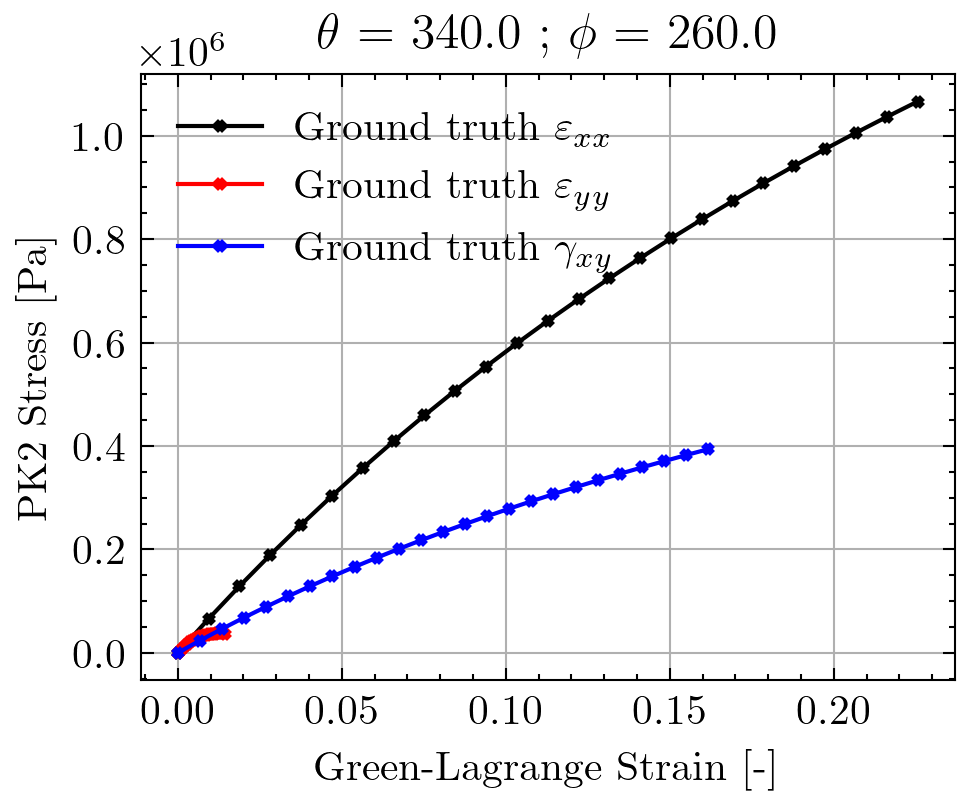 θ = 340.0 ; ϕ = 260.0
×10⁶
Ground truth εₓₓ
Ground truth ε_yy
Ground truth γ_xy
1.0
0.8
0.6
0.4
0.2
0.0
PK2 Stress [Pa]
0.00 0.05 0.10 0.15 0.20
Green-Lagrange Strain [-]